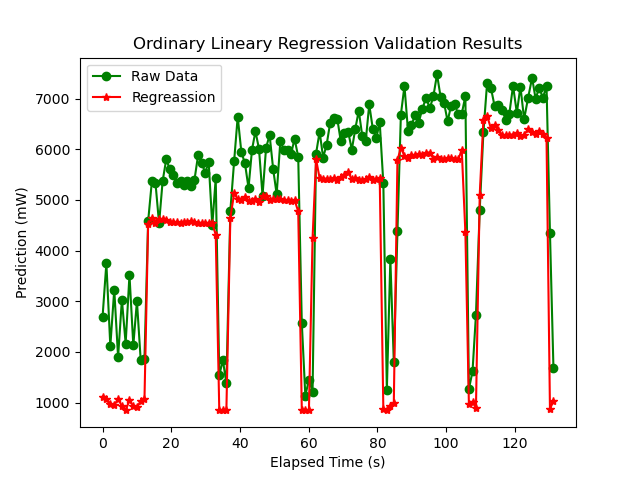 Ordinary Lineary Regression Validation Results
Raw Data
Regreassion
Prediction (mW)
7000
6000
5000
4000
3000
2000
1000
0 20 40 60 80 100 120
Elapsed Time (s)